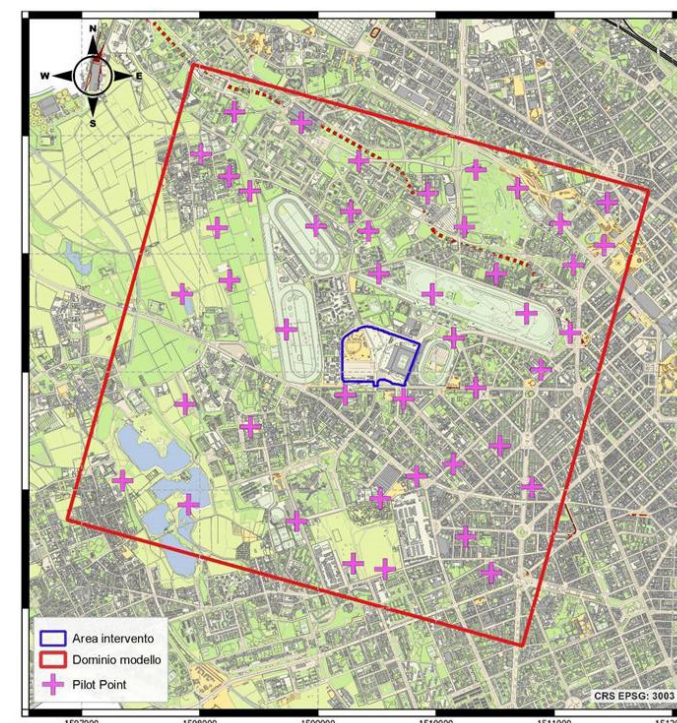 N
W E
S
Area intervento
Dominio modello
Pilot Point
CRS EPSG: 3003